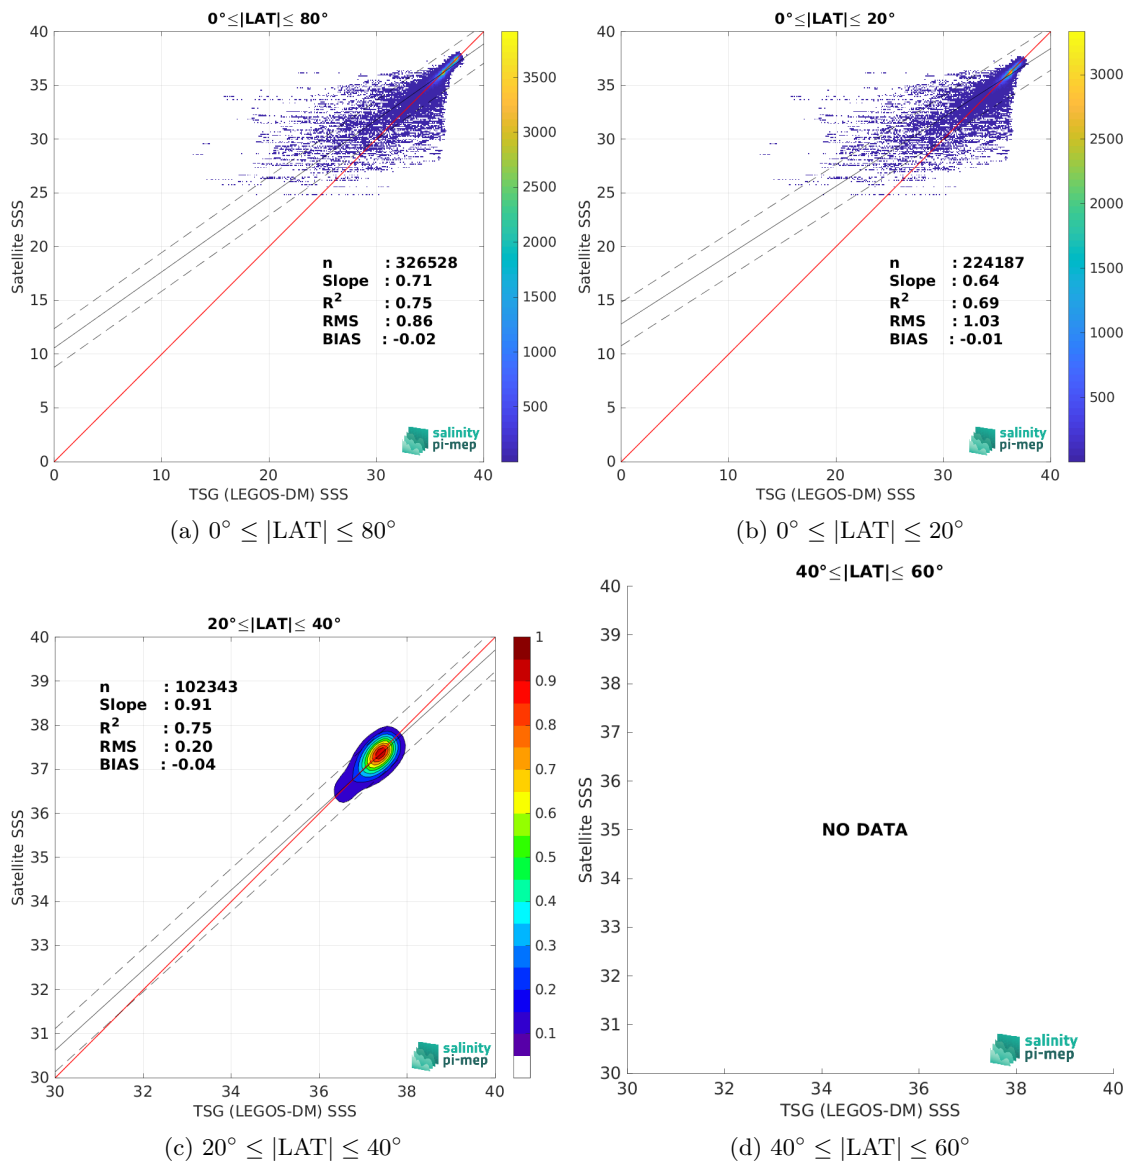 0°≤|LAT|≤ 80°
40
35
30
25
20
15
10
5
0
Satellite SSS
n : 326528
Slope : 0.71
R2 : 0.75
RMS : 0.86
BIAS : -0.02
salinity
pi-mep
0 10 20 30 40
TSG (LEGOS-DM) SSS
3500
3000
2500
2000
1500
1000
500
(a) 0° ≤ |LAT| ≤ 80°
0°≤|LAT|≤ 20°
40
35
30
25
20
15
10
5
0
Satellite SSS
n : 224187
Slope : 0.64
R2 : 0.69
RMS : 1.03
BIAS : -0.01
salinity
pi-mep
0 10 20 30 40
TSG (LEGOS-DM) SSS
3000
2500
2000
1500
1000
500
(b) 0° ≤ |LAT| ≤ 20°
20°≤|LAT|≤ 40°
40
39
38
37
36
35
34
33
32
31
30
Satellite SSS
n : 102343
Slope : 0.91
R2 : 0.75
RMS : 0.20
BIAS : -0.04
salinity
pi-mep
30 32 34 36 38 40
TSG (LEGOS-DM) SSS
1
0.9
0.8
0.7
0.6
0.5
0.4
0.3
0.2
0.1
(c) 20° ≤ |LAT| ≤ 40°
40°≤|LAT|≤ 60°
40
39
38
37
36
35
34
33
32
31
30
Satellite SSS
NO DATA
salinity
pi-mep
30 32 34 36 38 40
TSG (LEGOS-DM) SSS
(d) 40° ≤ |LAT| ≤ 60°